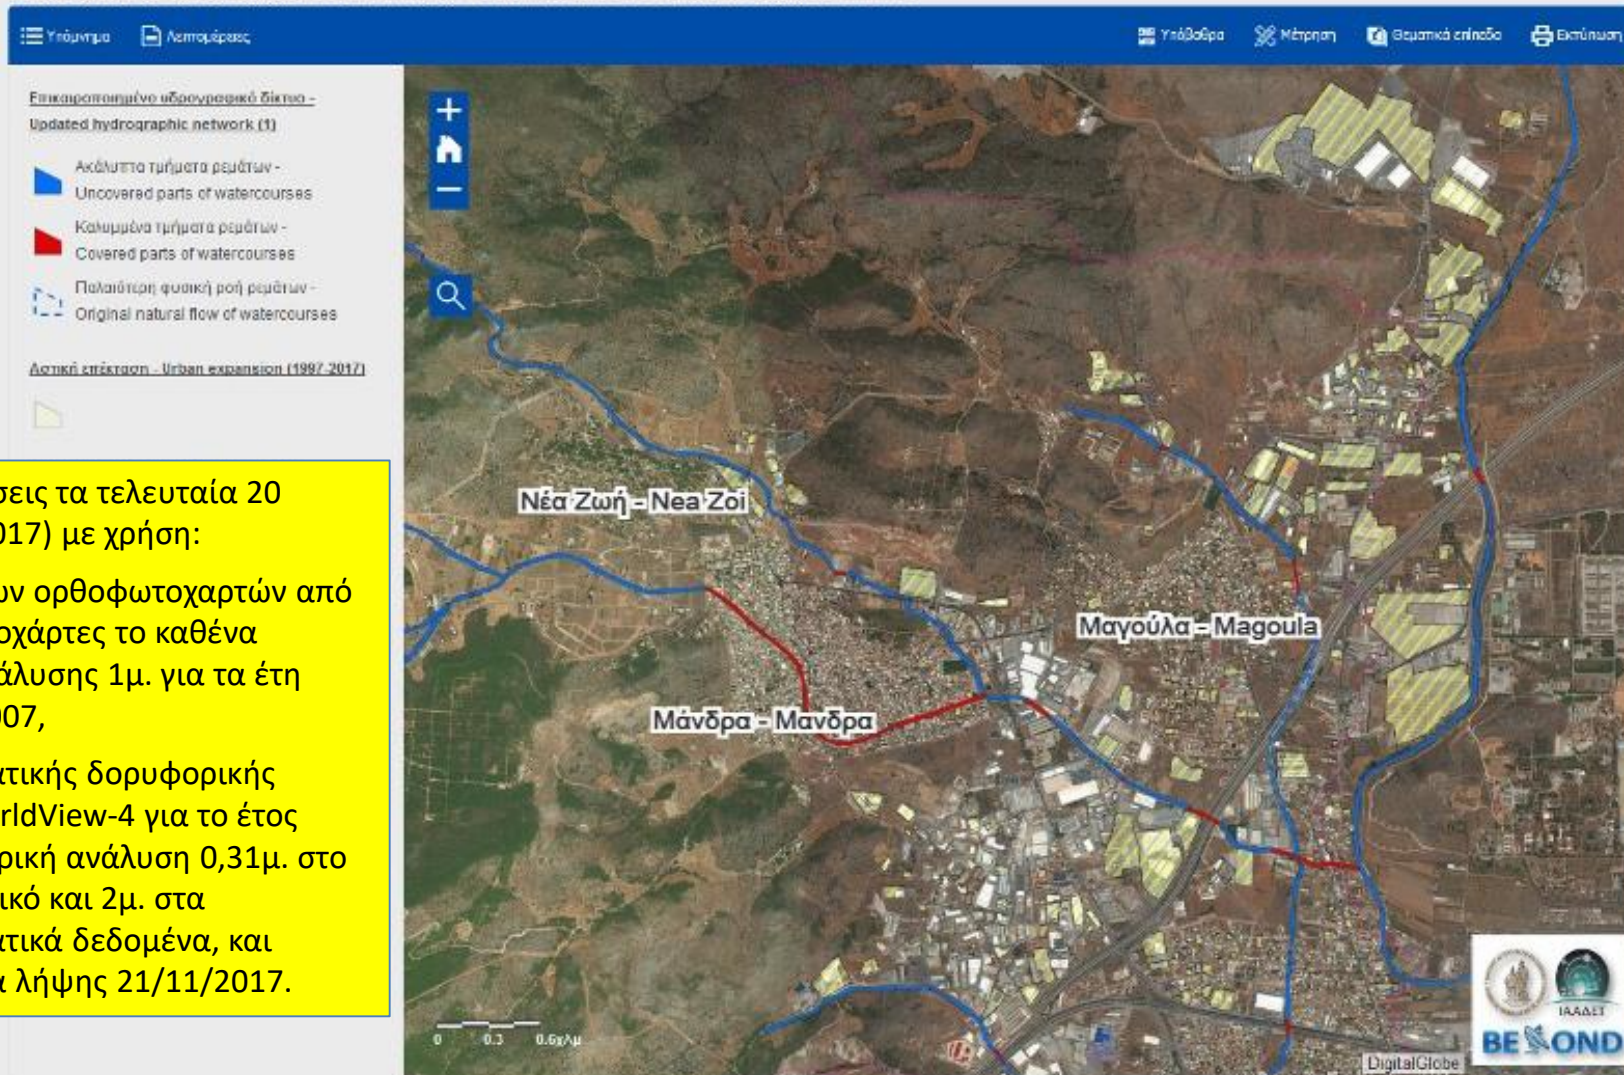 Υπόμνημα
Λεπτομέρειες
Υπόβαθρα
Μέτρηση
Θεματικά επίπεδα
Εκτύπωση
Επικαιροποιημένο υδρογραφικό δίκτυο -
Updated hydrographic network (1)
Ακάλυπτα τμήματα ρεμάτων -
Uncovered parts of watercourses
Καλυμμένα τμήματα ρεμάτων -
Covered parts of watercourses
Παλαιότερη φυσική ροή ρεμάτων -
Original natural flow of watercourses
Αστική επέκταση - Urban expansion (1997-2017)
σεις τα τελευταία 20
017) με χρήση:
ων ορθοφωτοχαρτών από
οχάρτες το καθένα
άλυσης 1μ. για τα έτη
007,
ατικής δορυφορικής
rldView-4 για το έτος
ρική ανάλυση 0,31μ. στο
ικό και 2μ. στα
ατικά δεδομένα, και
α λήψης 21/11/2017.
Νέα Ζωή - Nea Zoi
Μαγούλα - Magoula
Μάνδρα - Μανδρα
0 0.3 0.6χλμ
DigitalGlobe
ΙΑΑΔΕΤ
BEYOND